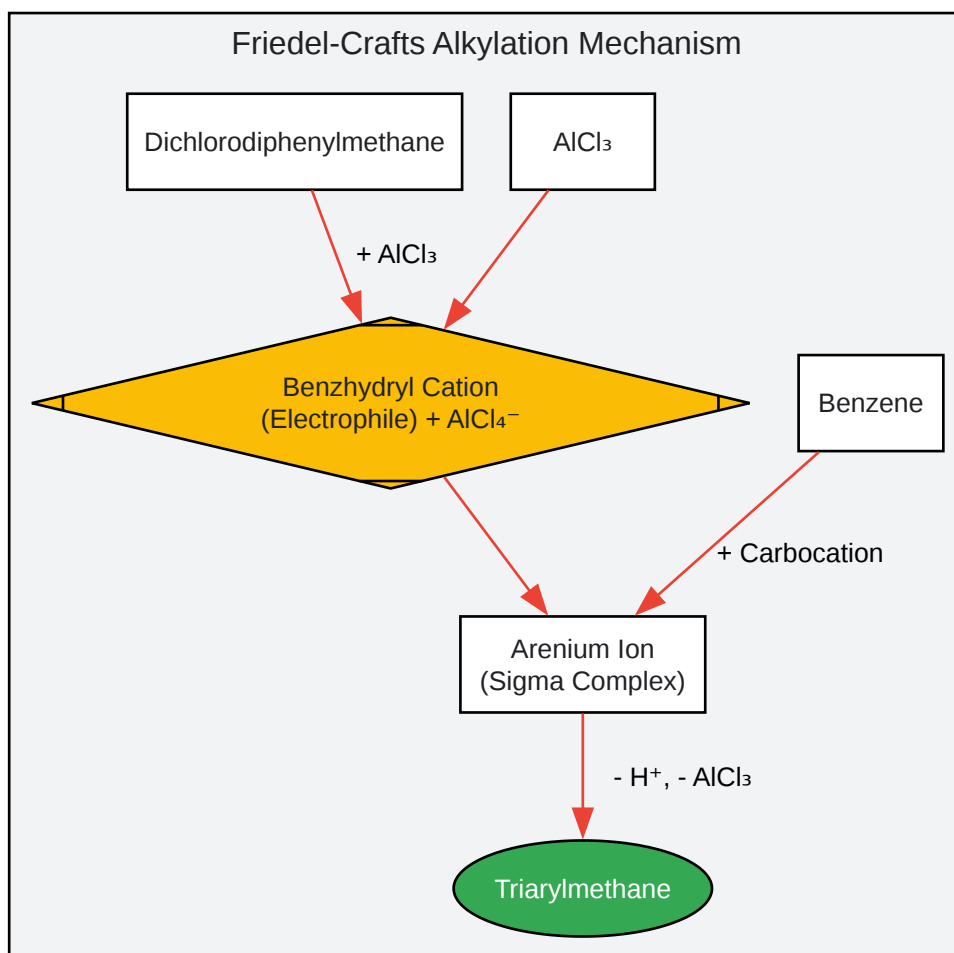 Friedel-Crafts Alkylation Mechanism
Dichlorodiphenylmethane
AlCl₃
+ AlCl₃
Benzhydryl Cation
(Electrophile) + AlCl₄⁻
Benzene
+ Carbocation
Arenium Ion
(Sigma Complex)
- H⁺, - AlCl₃
Triarylmethane